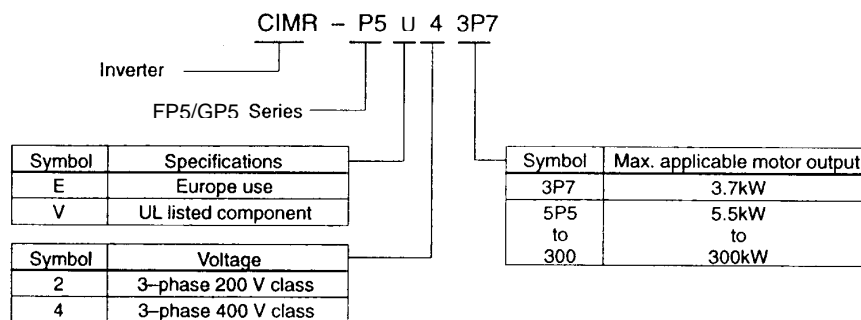 CIMR – P5 U 4 3P7
Inverter
FP5/GP5 Series
Symbol Specifications
E Europe use
V UL listed component
Symbol Voltage
2 3–phase 200 V class
4 3–phase 400 V class
Symbol Max. applicable motor output
3P7 3.7kW
5P5 5.5kW
to to
300 300kW